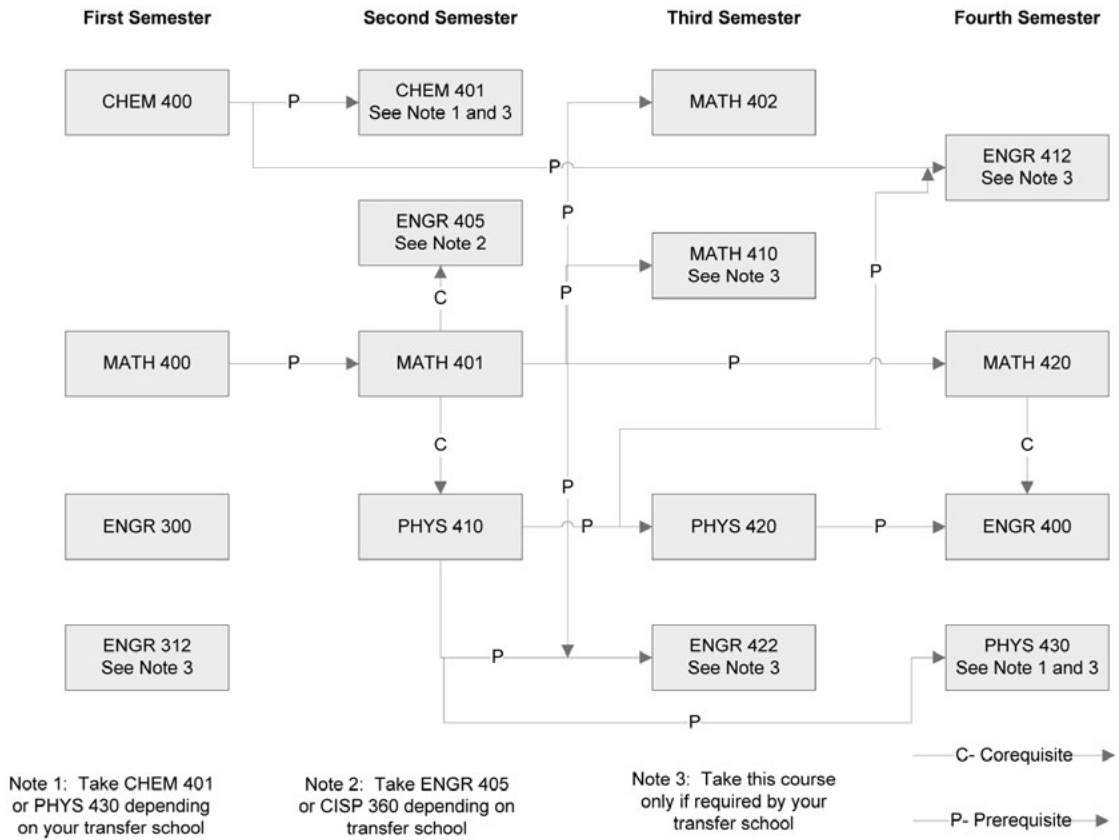 First Semester
Second Semester
Third Semester
Fourth Semester
CHEM 400
P
CHEM 401
See Note 1 and 3
MATH 402
P
ENGR 412
See Note 3
ENGR 405
See Note 2
P
MATH 410
See Note 3
P
C
P
MATH 400
P
MATH 401
P
MATH 420
C
C
P
ENGR 300
PHYS 410
P
PHYS 420
P
ENGR 400
ENGR 312
See Note 3
P
ENGR 422
See Note 3
PHYS 430
See Note 1 and 3
P
Note 1: Take CHEM 401
or PHYS 430 depending
on your transfer school
Note 2: Take ENGR 405
or CISP 360 depending on
transfer school
Note 3: Take this course
only if required by your
transfer school
C- Corequisite
P- Prerequisite